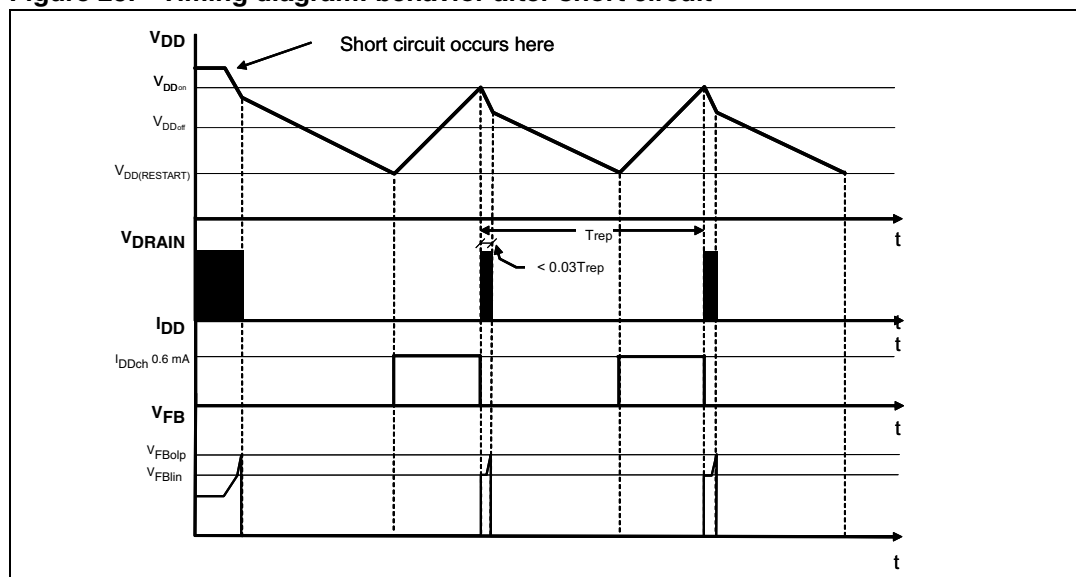 Figure 25. Timing diagram: behavior after short circuit
VDD
Short circuit occurs here
VDDon
VDDoff
VDD(RESTART)
t
VDRAIN
Trep
< 0.03Trep
t
IDD
t
IDDch 0.6 mA
VFB
t
VFBolp
VFBlin
t